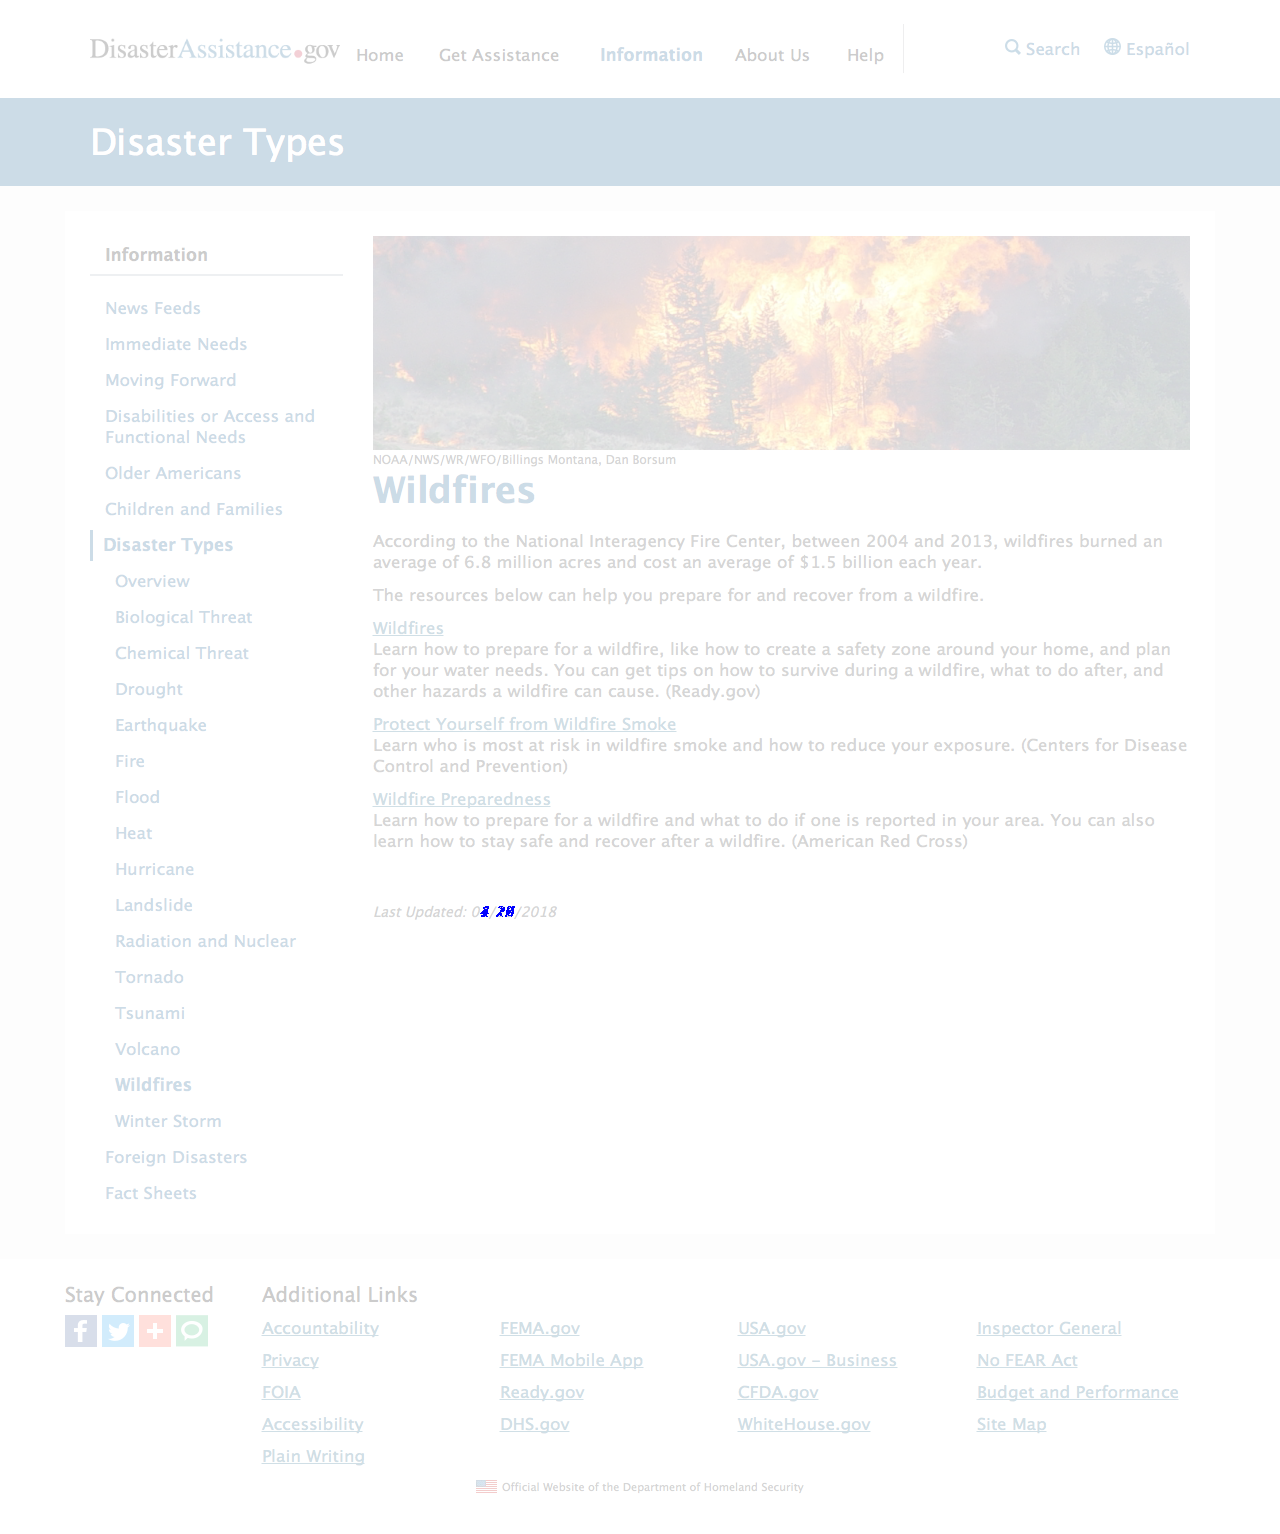 DisasterAssistance.gov Home Get Assistance Information About Us Help Search Español
Disaster Types
Information
News Feeds
Immediate Needs
Moving Forward
Disabilities or Access and
Functional Needs
Older Americans
Children and Families
Disaster Types
Overview
Biological Threat
Chemical Threat
Drought
Earthquake
Fire
Flood
Heat
Hurricane
Landslide
Radiation and Nuclear
Tornado
Tsunami
Volcano
Wildfires
Winter Storm
Foreign Disasters
Fact Sheets
NOAA/NWS/WR/WFO/Billings Montana, Dan Borsum
Wildfires
According to the National Interagency Fire Center, between 2004 and 2013, wildfires burned an
average of 6.8 million acres and cost an average of $1.5 billion each year.
The resources below can help you prepare for and recover from a wildfire.
Wildfires
Learn how to prepare for a wildfire, like how to create a safety zone around your home, and plan
for your water needs. You can get tips on how to survive during a wildfire, what to do after, and
other hazards a wildfire can cause. (Ready.gov)
Protect Yourself from Wildfire Smoke
Learn who is most at risk in wildfire smoke and how to reduce your exposure. (Centers for Disease
Control and Prevention)
Wildfire Preparedness
Learn how to prepare for a wildfire and what to do if one is reported in your area. You can also
learn how to stay safe and recover after a wildfire. (American Red Cross)
Last Updated: /2018
Stay Connected
Additional Links
Accountability FEMA.gov USA.gov Inspector General
Privacy FEMA Mobile App USA.gov - Business No FEAR Act
FOIA Ready.gov CFDA.gov Budget and Performance
Accessibility DHS.gov WhiteHouse.gov Site Map
Plain Writing
Official Website of the Department of Homeland Security